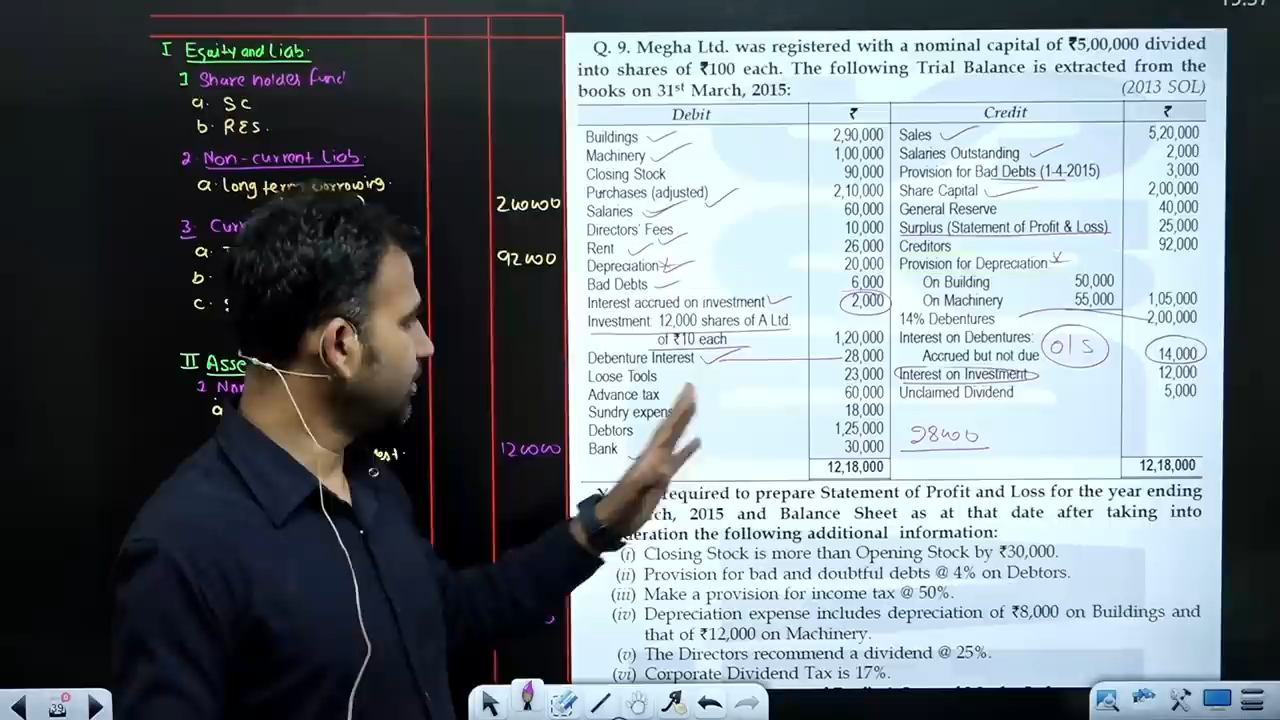 I Equity and Liab.
1 Share holder fund
a. SC
b. R&S.
2 Non-current Liab.
a. long term borrowing.
200000
3
a.
92000
b.
c.
II
a
120000
Q. 9. Megha Ltd. was registered with a nominal capital of ₹5,00,000 divided
into shares of ₹100 each. The following Trial Balance is extracted from the
books on 31st March, 2015: (2013 SOL)
Debit ₹ Credit ₹
Buildings 2,90,000 Sales 5,20,000
Machinery 1,00,000 Salaries Outstanding 2,000
Closing Stock 90,000 Provision for Bad Debts (1-4-2015) 3,000
Purchases (adjusted) 2,10,000 Share Capital 2,00,000
Salaries 60,000 General Reserve 40,000
Directors' Fees 10,000 Surplus (Statement of Profit & Loss) 25,000
Rent 26,000 Creditors 92,000
Depreciation 20,000 Provision for Depreciation
Bad Debts 6,000 On Building 50,000
Interest accrued on investment 2,000 On Machinery 55,000 1,05,000
Investment: 12,000 shares of A Ltd. 14% Debentures 2,00,000
of ₹10 each 1,20,000 Interest on Debentures: O/S
Debenture Interest 28,000 Accrued but not due 14,000
Loose Tools 23,000 Interest on Investment 12,000
Advance tax 60,000 Unclaimed Dividend 5,000
Sundry 18,000
Debtors 1,25,000 28000
Bank 30,000
12,18,000 12,18,000
required to prepare Statement of Profit and Loss for the year ending
2015 and Balance Sheet as at that date after taking into
the following additional information:
(i) Closing Stock is more than Opening Stock by ₹30,000.
(ii) Provision for bad and doubtful debts @ 4% on Debtors.
(iii) Make a provision for income tax @ 50%.
(iv) Depreciation expense includes depreciation of ₹8,000 on Buildings and
that of ₹12,000 on Machinery.
(v) The Directors recommend a dividend @ 25%.
(vi) Corporate Dividend Tax is 17%.
39